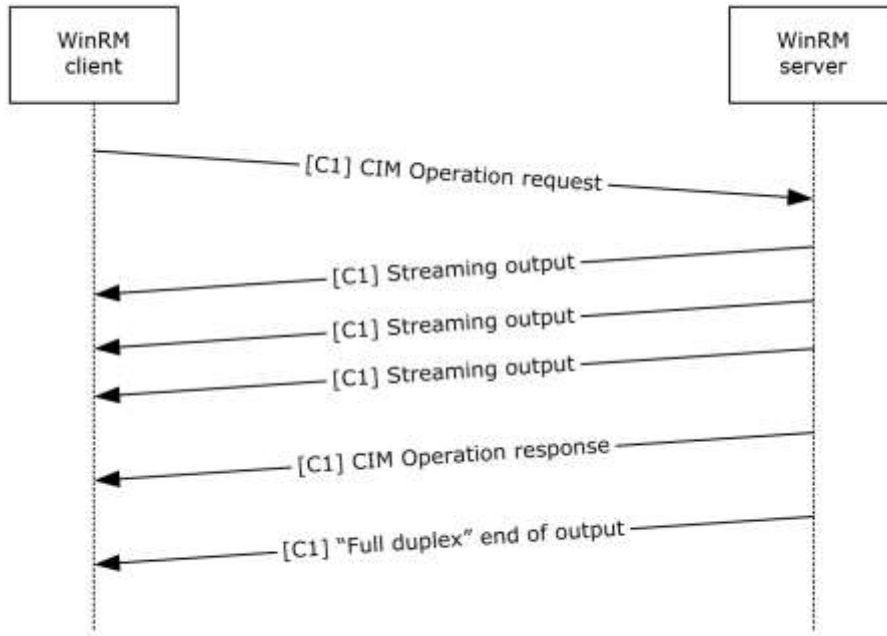 WinRM
client
WinRM
server
[C1] CIM Operation request
[C1] Streaming output
[C1] Streaming output
[C1] Streaming output
[C1] CIM Operation response
[C1] “Full duplex” end of output